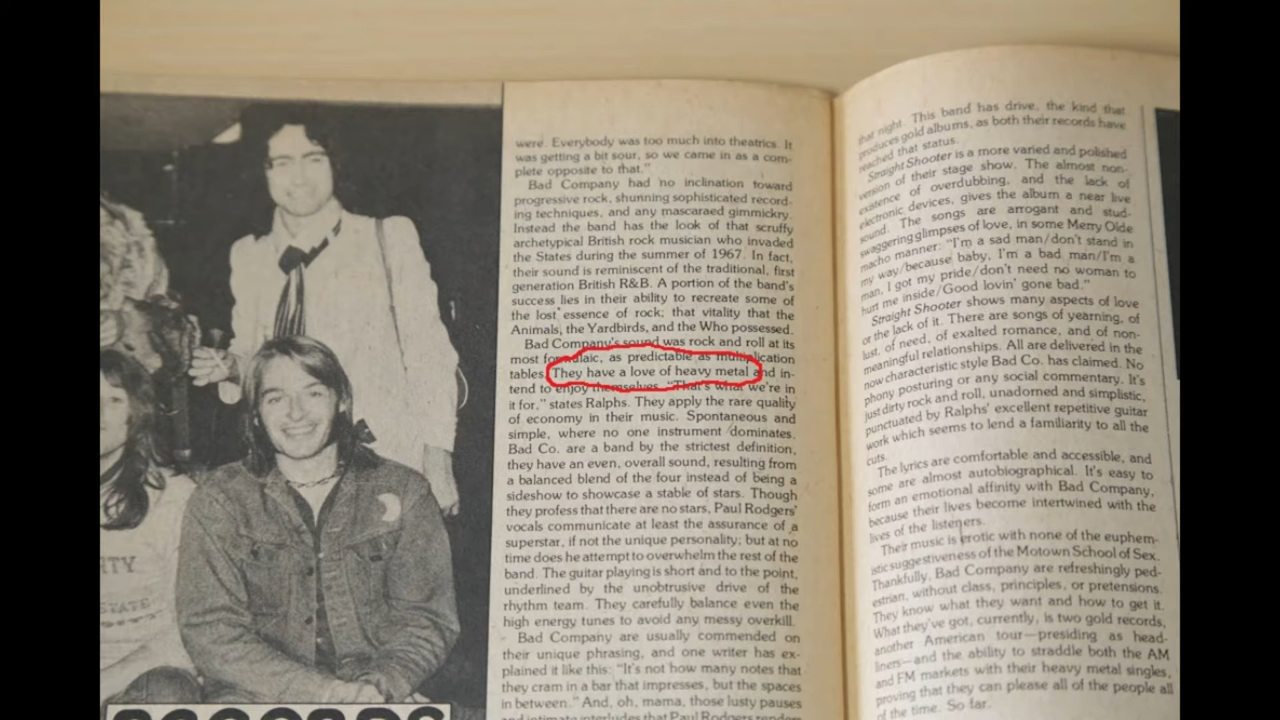 were. Everybody was too much into theatrics. It
was getting a bit sour, so we came in as a com-
plete opposite to that."
Bad Company had no inclination toward
progressive rock, shunning sophisticated record-
ing techniques, and any mascaraed gimmickry.
Instead the band has the look of that scruffy
archetypical British rock musician who invaded
the States during the summer of 1967. In fact,
their sound is reminiscent of the traditional, first
generation British R&B. A portion of the band's
success lies in their ability to recreate some of
the lost essence of rock; that vitality that the
Animals, the Yardbirds, and the Who possessed.
Bad Company's sound was rock and roll at its
most formulaic, as predictable as multiplication
tables. They have a love of heavy metal and in-
tend to enjoy themselves. "That's what we're in
it for," states Ralphs. They apply the rare quality
of economy in their music. Spontaneous and
simple, where no one instrument dominates.
Bad Co. are a band by the strictest definition,
they have an even, overall sound, resulting from
a balanced blend of the four instead of being a
sideshow to showcase a stable of stars. Though
they profess that there are no stars, Paul Rodgers'
vocals communicate at least the assurance of a
superstar, if not the unique personality; but at no
time does he attempt to overwhelm the rest of the
band. The guitar playing is short and to the point,
underlined by the unobtrusive drive of the
rhythm team. They carefully balance even the
high energy tunes to avoid any messy overkill.
Bad Company are usually commended on
their unique phrasing, and one writer has ex-
plained it like this: "It's not how many notes that
they cram in a bar that impresses, but the spaces
in between." And, oh, mama, those lusty pauses
and intimate interludes that Paul Rodgers renders
that night. This band has drive, the kind that
produces gold albums, as both their records have
reached that status.
Straight Shooter is a more varied and polished
version of their stage show. The almost non-
existence of overdubbing, and the lack of
electronic devices, gives the album a near live
sound. The songs are arrogant and stud-
swaggering glimpses of love, in some Merry Olde
macho manner: "I'm a sad man/don't stand in
my way/because baby, I'm a bad man/I'm a
man, I got my pride/don't need no woman to
hurt me inside/Good lovin' gone bad."
Straight Shooter shows many aspects of love
or the lack of it. There are songs of yearning, of
lust, of need, of exalted romance, and of non-
meaningful relationships. All are delivered in the
now characteristic style Bad Co. has claimed. No
phony posturing or any social commentary. It's
just dirty rock and roll, unadorned and simplistic,
punctuated by Ralphs' excellent repetitive guitar
work which seems to lend a familiarity to all the
cuts.
The lyrics are comfortable and accessible, and
some are almost autobiographical. It's easy to
form an emotional affinity with Bad Company,
because their lives become intertwined with the
lives of the listeners.
Their music is erotic with none of the euphem-
istic suggestiveness of the Motown School of Sex.
Thankfully, Bad Company are refreshingly ped-
estrian, without class, principles, or pretensions.
They know what they want and how to get it.
What they've got, currently, is two gold records,
another American tour—presiding as head-
liners—and the ability to straddle both the AM
and FM markets with their heavy metal singles,
proving that they can please all of the people all
of the time. So far.
RECORDS
STATE